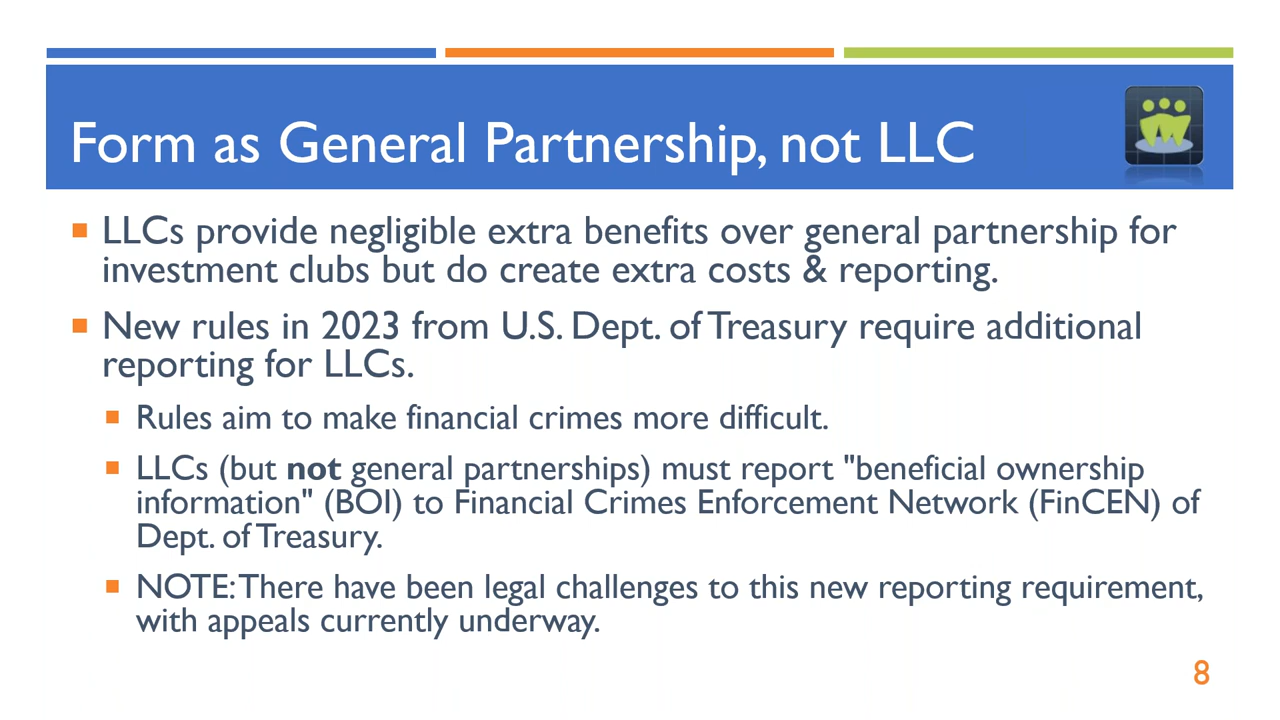 Form as General Partnership, not LLC
LLCs provide negligible extra benefits over general partnership for
investment clubs but do create extra costs & reporting.
New rules in 2023 from U.S. Dept. of Treasury require additional
reporting for LLCs.
Rules aim to make financial crimes more difficult.
LLCs (but not general partnerships) must report "beneficial ownership
information" (BOI) to Financial Crimes Enforcement Network (FinCEN) of
Dept. of Treasury.
NOTE: There have been legal challenges to this new reporting requirement,
with appeals currently underway.
8